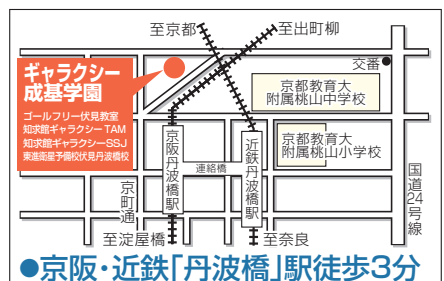 至京都
至出町柳
交番
ギャラクシー
成基学園
ゴールフリー伏見教室
知求館ギャラクシーTAM
知求館ギャラクシーSSJ
東進衛星予備校伏見丹波橋校
京都教育大
附属桃山中学校
京都教育大
附属桃山小学校
京阪丹波橋駅
連絡橋
近鉄丹波橋駅
京町通
国道24号線
至淀屋橋
至奈良
●京阪・近鉄「丹波橋」駅徒歩3分